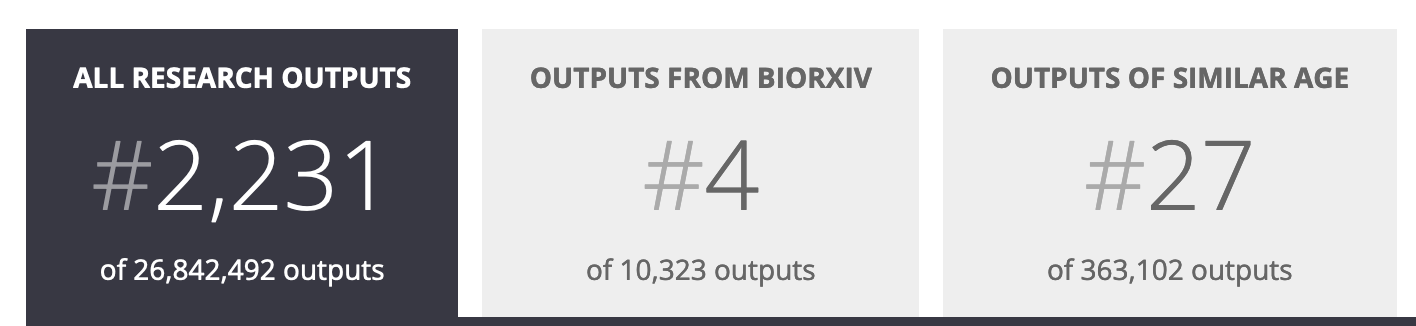 ALL RESEARCH OUTPUTS
#2,231
of 26,842,492 outputs
OUTPUTS FROM BIORXIV
#4
of 10,323 outputs
OUTPUTS OF SIMILAR AGE
#27
of 363,102 outputs